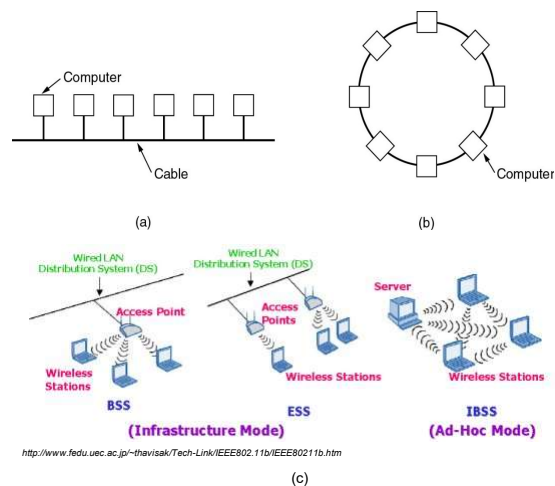 Computer
Cable
(a)
Computer
(b)
Wired LAN
Distribution System (DS)
Access Point
Wireless
Stations
BSS
Wired LAN
Distribution System (DS)
Access
Points
Wireless Stations
ESS
(Infrastructure Mode)
Server
Wireless Stations
IBSS
(Ad-Hoc Mode)
http://www.fedu.uec.ac.jp/~thavisak/Tech-Link/IEEE802.11b/IEEE80211b.htm
(c)